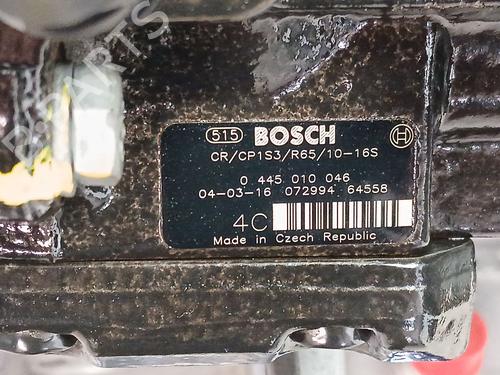 515 BOSCH H
CR/CP1S3/R65/10-16S
0 445 010 046
04-03-16 072994 64558
4C
Made in Czech Republic